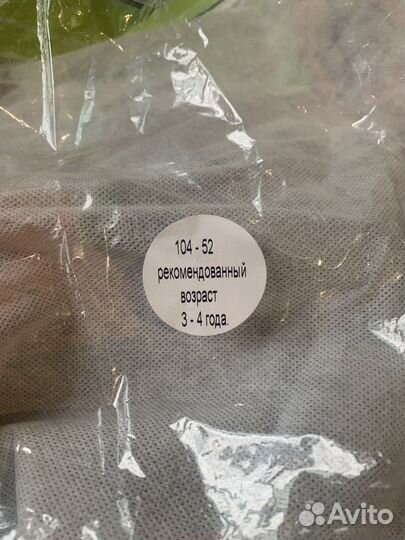 104 - 52
рекомендованный
возраст
3 - 4 года.
Avito